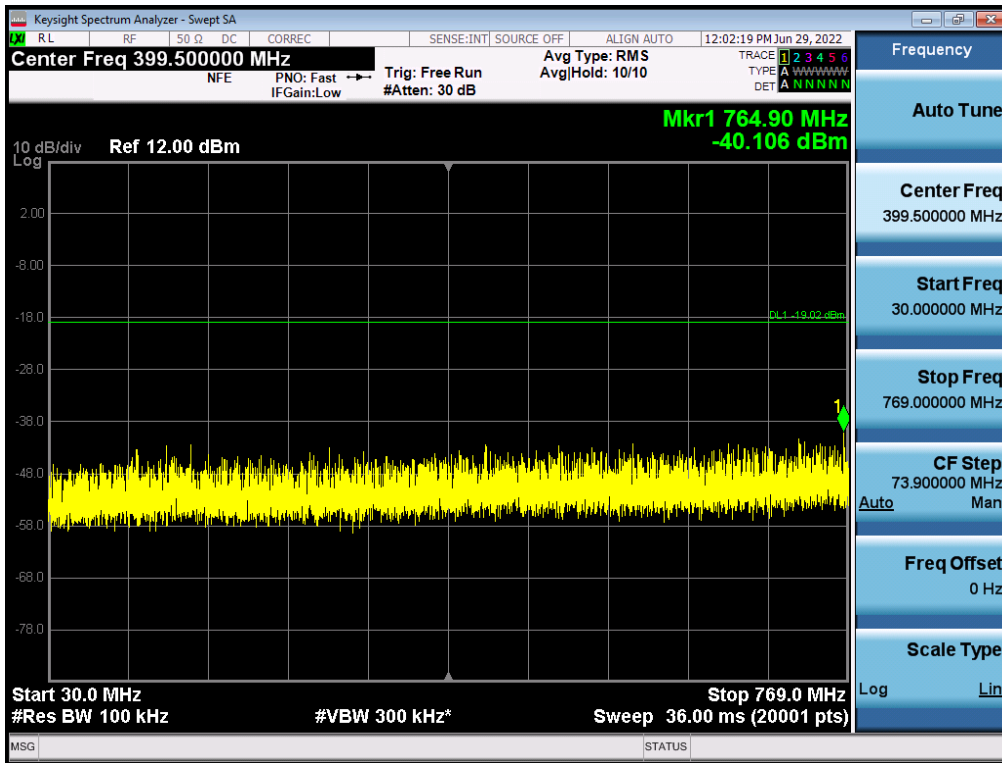 Keysight Spectrum Analyzer - Swept SA
LXI RL RF 50 Ω DC CORREC SENSE:INT SOURCE OFF ALIGN AUTO 12:02:19 PM Jun 29, 2022
Center Freq 399.500000 MHz
NFE
PNO: Fast
IFGain:Low
Trig: Free Run
#Atten: 30 dB
Avg Type: RMS
Avg|Hold: 10/10
TRACE 1 2 3 4 5 6
TYPE A WWWWW
DET A N N N N N
Mkr1 764.90 MHz
-40.106 dBm
10 dB/div
Log
Ref 12.00 dBm
2.00
-8.00
-18.0
-28.0
-38.0
-48.0
-58.0
-68.0
-78.0
DL1 -19.02 dBm
1
Start 30.0 MHz
Stop 769.0 MHz
#Res BW 100 kHz
#VBW 300 kHz*
Sweep 36.00 ms (20001 pts)
MSG
STATUS
Frequency
Auto Tune
Center Freq
399.500000 MHz
Start Freq
30.000000 MHz
Stop Freq
769.000000 MHz
CF Step
73.900000 MHz
Auto Man
Freq Offset
0 Hz
Scale Type
Log Lin